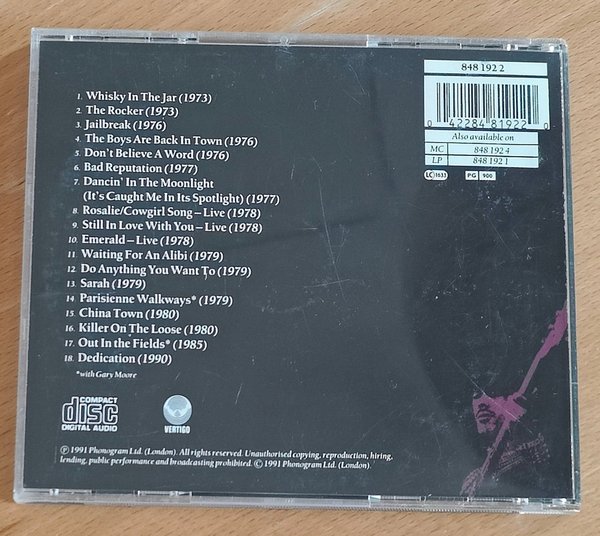 848 192 2
0 42284 81922 0
Also available on
MC 848 192 4
LP 848 192 1
LC 1633 PG 900
1. Whisky In The Jar (1973)
2. The Rocker (1973)
3. Jailbreak (1976)
4. The Boys Are Back In Town (1976)
5. Don't Believe A Word (1976)
6. Bad Reputation (1977)
7. Dancin' In The Moonlight
(It's Caught Me In Its Spotlight) (1977)
8. Rosalie/Cowgirl Song – Live (1978)
9. Still In Love With You – Live (1978)
10. Emerald – Live (1978)
11. Waiting For An Alibi (1979)
12. Do Anything You Want To (1979)
13. Sarah (1979)
14. Parisienne Walkways* (1979)
15. China Town (1980)
16. Killer On The Loose (1980)
17. Out In the Fields* (1985)
18. Dedication (1990)
*with Gary Moore
COMPACT
disc
DIGITAL AUDIO
VERTIGO
℗ 1991 Phonogram Ltd. (London). All rights reserved. Unauthorised copying, reproduction, hiring,
lending, public performance and broadcasting prohibited. © 1991 Phonogram Ltd. (London).